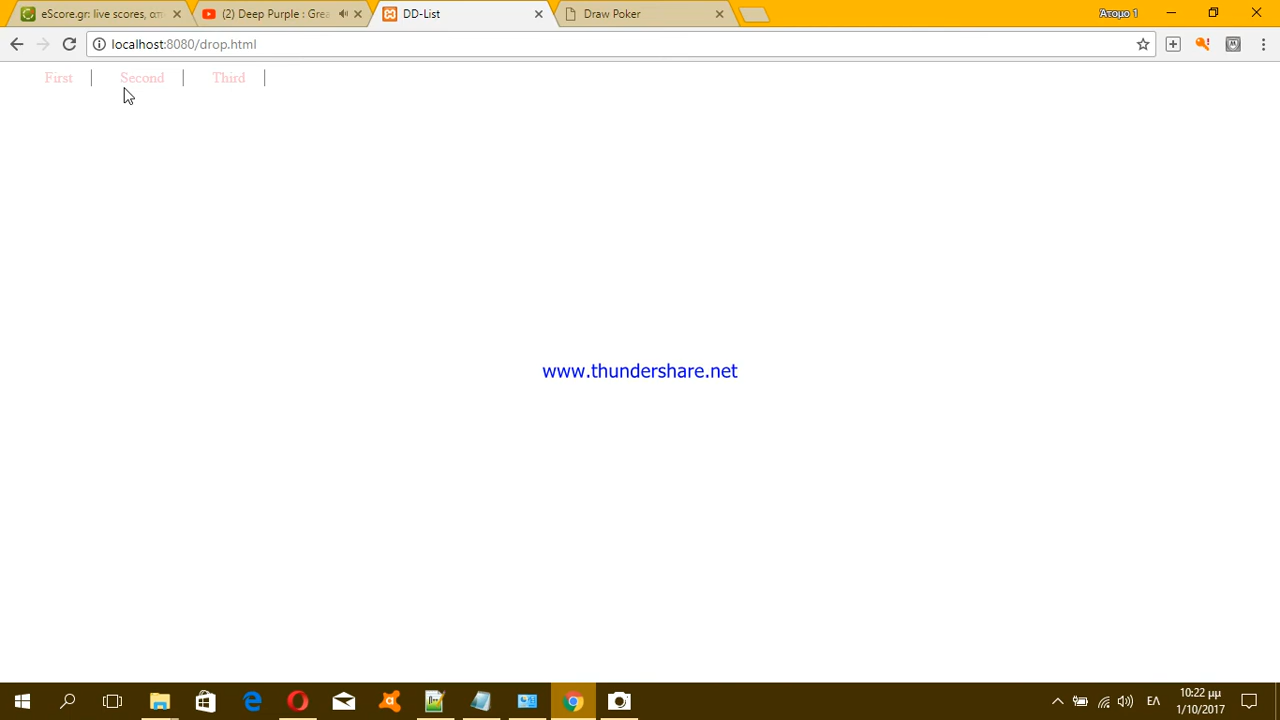 eScore.gr: live scores, απο
(2) Deep Purple : Grea
DD-List
Draw Poker
Άτομο 1
localhost:8080/drop.html
First
Second
Third
www.thundershare.net
ΕΛ
10:22 μμ
1/10/2017